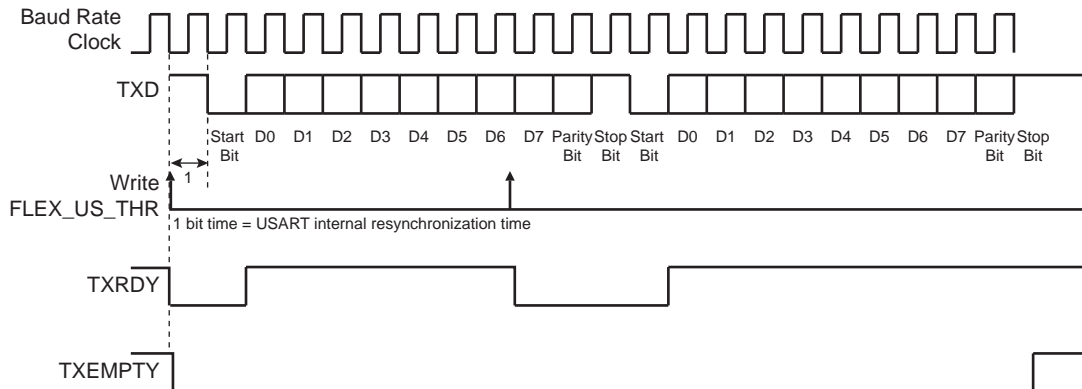 Baud Rate
Clock
TXD
Start D0 D1 D2 D3 D4 D5 D6 D7 Parity Stop Start D0 D1 D2 D3 D4 D5 D6 D7 Parity Stop
Bit Bit Bit Bit Bit Bit
1
Write
FLEX_US_THR
1 bit time = USART internal resynchronization time
TXRDY
TXEMPTY